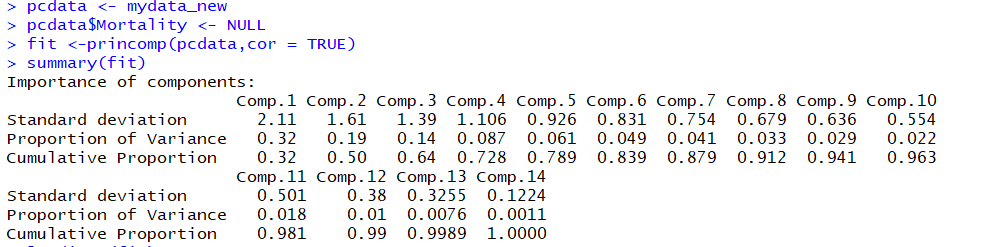 > pcdata <- mydata_new
> pcdata$Mortality <- NULL
> fit <-princomp(pcdata,cor = TRUE)
> summary(fit)
Importance of components:
                       Comp.1 Comp.2 Comp.3 Comp.4 Comp.5 Comp.6 Comp.7 Comp.8 Comp.9 Comp.10
Standard deviation       2.11   1.61   1.39  1.106  0.926  0.831  0.754  0.679  0.636   0.554
Proportion of Variance   0.32   0.19   0.14  0.087  0.061  0.049  0.041  0.033  0.029   0.022
Cumulative Proportion    0.32   0.50   0.64  0.728  0.789  0.839  0.879  0.912  0.941   0.963
                       Comp.11 Comp.12 Comp.13 Comp.14
Standard deviation       0.501    0.38  0.3255  0.1224
Proportion of Variance   0.018    0.01  0.0076  0.0011
Cumulative Proportion    0.981    0.99  0.9989  1.0000